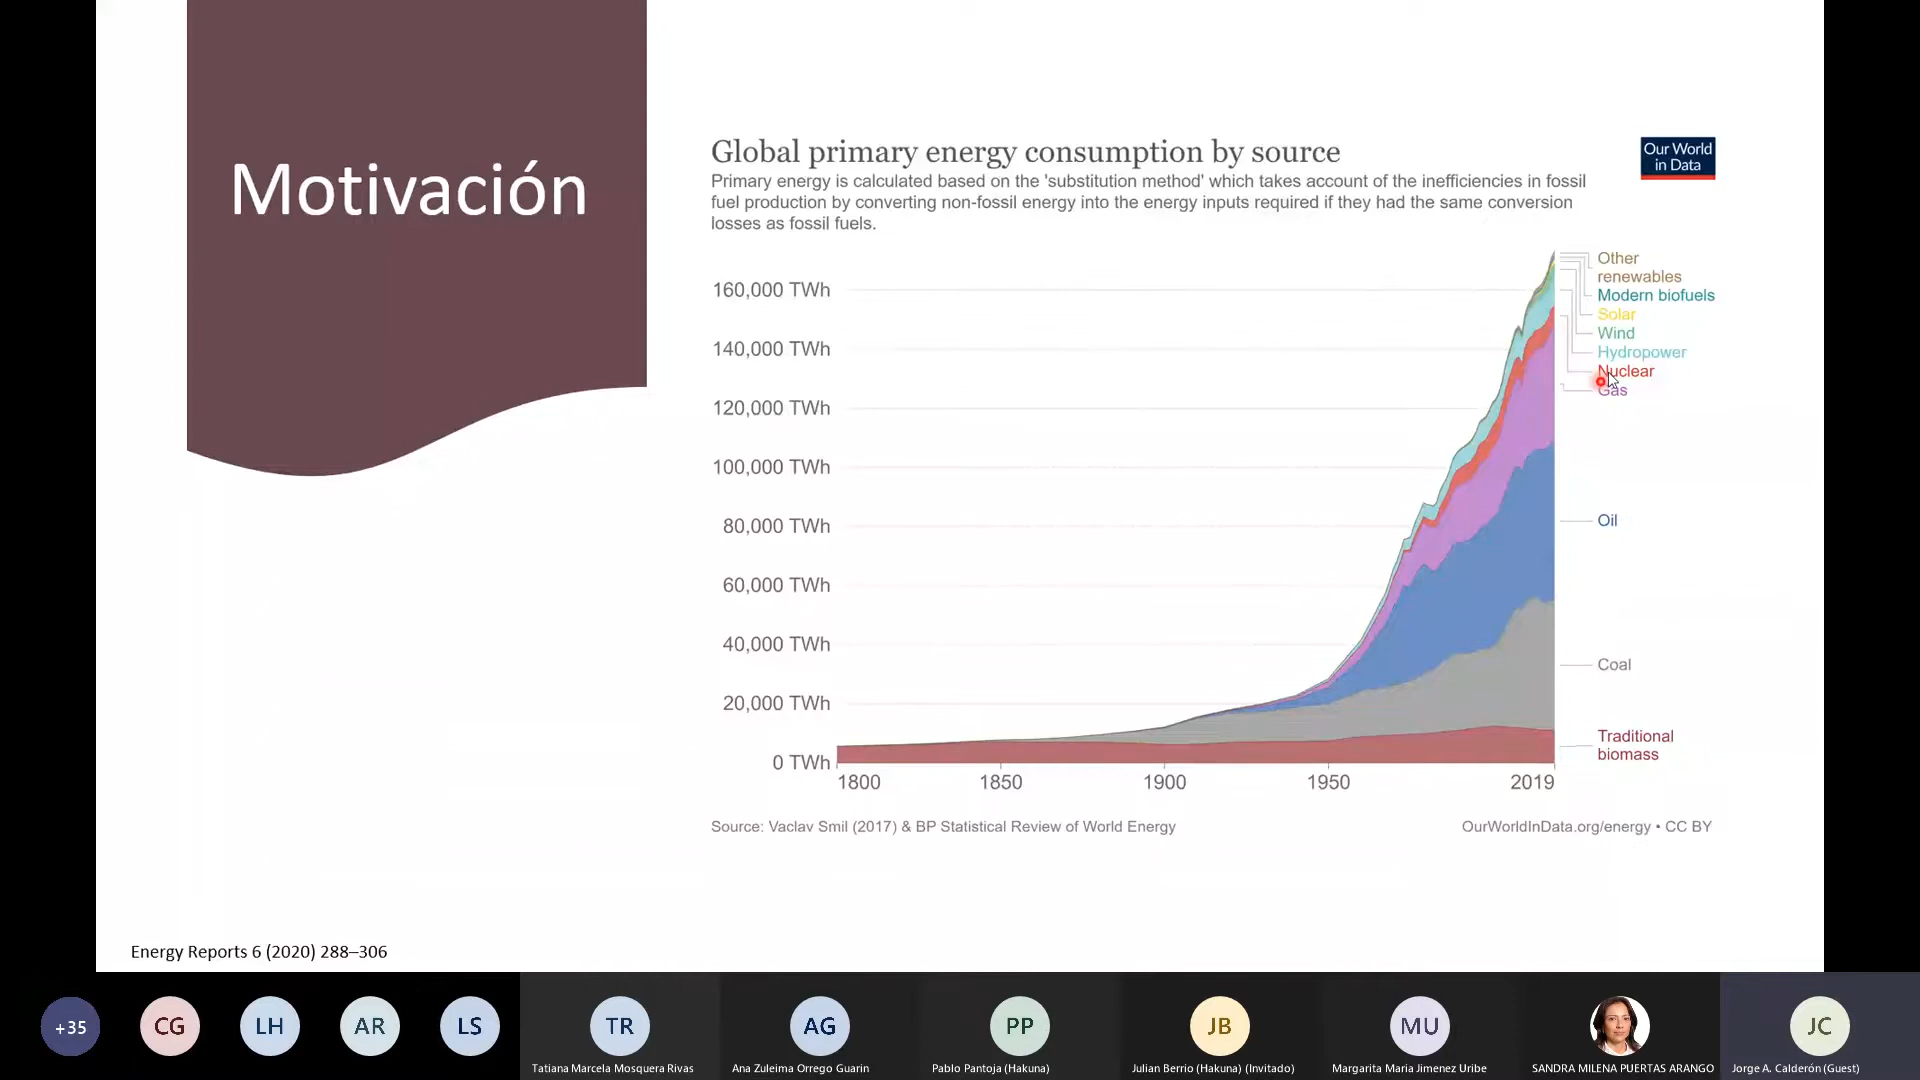 Motivación
Global primary energy consumption by source
Our World
in Data
Primary energy is calculated based on the 'substitution method' which takes account of the inefficiencies in fossil
fuel production by converting non-fossil energy into the energy inputs required if they had the same conversion
losses as fossil fuels.
160,000 TWh
140,000 TWh
120,000 TWh
100,000 TWh
80,000 TWh
60,000 TWh
40,000 TWh
20,000 TWh
0 TWh
1800
1850
1900
1950
2019
Other
renewables
Modern biofuels
Solar
Wind
Hydropower
Nuclear
Gas
Oil
Coal
Traditional
biomass
Source: Vaclav Smil (2017) & BP Statistical Review of World Energy
OurWorldInData.org/energy • CC BY
Energy Reports 6 (2020) 288–306
+35
CG
LH
AR
LS
TR
AG
PP
JB
MU
JC
Tatiana Marcela Mosquera Rivas
Ana Zuleima Orrego Guarin
Pablo Pantoja (Hakuna)
Julian Berrio (Hakuna) (Invitado)
Margarita Maria Jimenez Uribe
SANDRA MILENA PUERTAS ARANGO
Jorge A. Calderón (Guest)